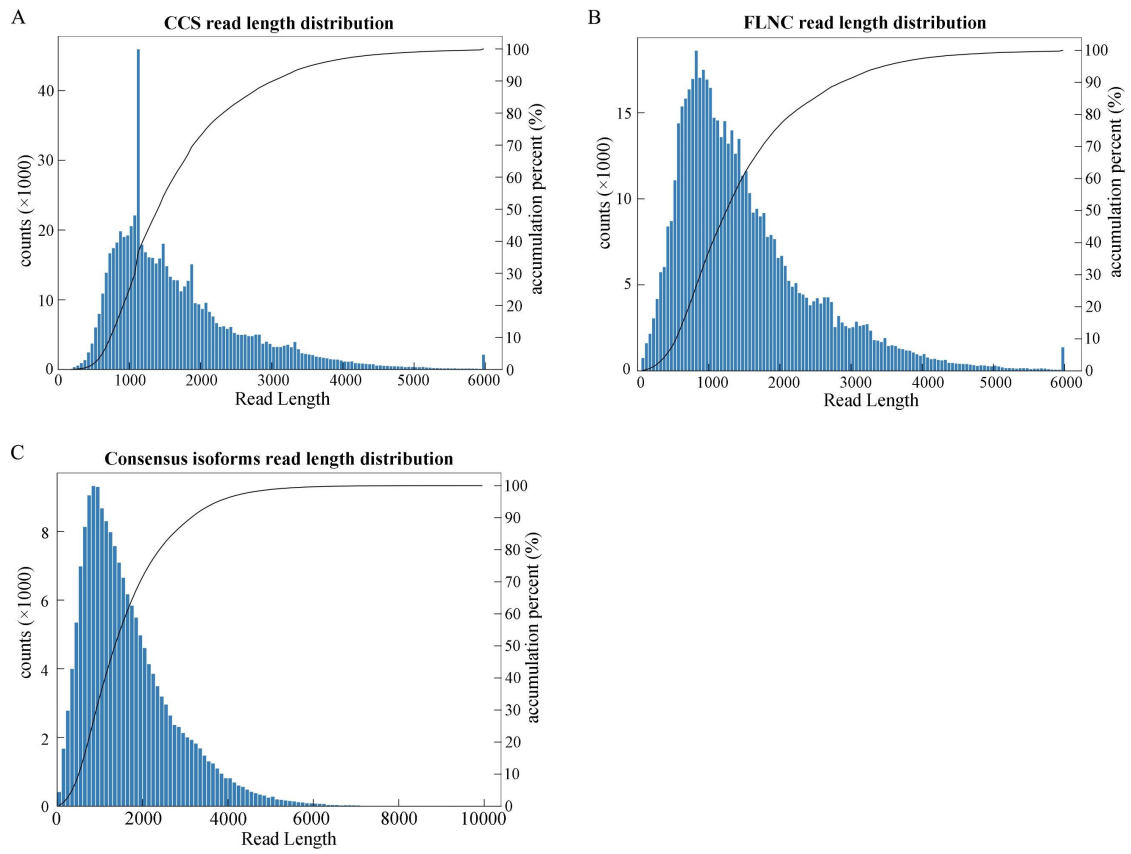 A
CCS read length distribution
counts (×1000)
40
30
20
10
0
100
90
80
70
60
50
40
30
20
10
0
accumulation percent (%)
0 1000 2000 3000 4000 5000 6000
Read Length
B
FLNC read length distribution
counts (×1000)
15
10
5
0
100
90
80
70
60
50
40
30
20
10
0
accumulation percent (%)
0 1000 2000 3000 4000 5000 6000
Read Length
C
Consensus isoforms read length distribution
counts (×1000)
8
6
4
2
0
100
90
80
70
60
50
40
30
20
10
0
accumulation percent (%)
0 2000 4000 6000 8000 10000
Read Length